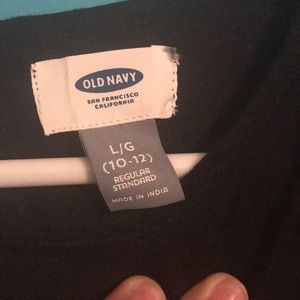 OLD NAVY
SAN FRANCISCO
CALIFORNIA
L/G
(10-12)
REGULAR
STANDARD
MADE IN INDIA